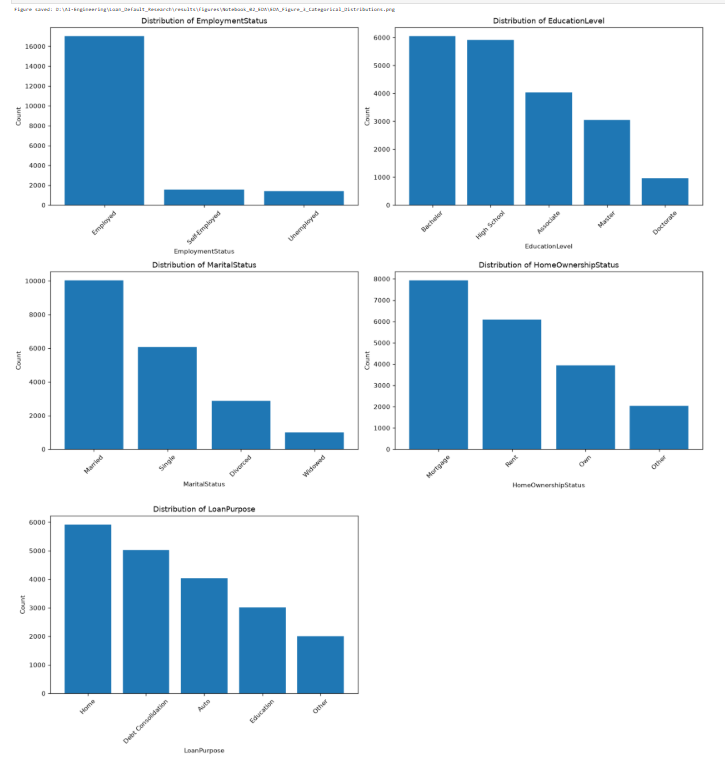 Figure saved: D:\AI-Engineering\Loan_Default_Research\results\figures\Notebook_02_EDA\EDA_Figure_3_Categorical_Distributions.png
Distribution of EmploymentStatus
16000
14000
12000
10000
8000
6000
4000
2000
0
Count
Employed
Self-Employed
Unemployed
EmploymentStatus
Distribution of EducationLevel
6000
5000
4000
3000
2000
1000
0
Count
Bachelor
High School
Associate
Master
Doctorate
EducationLevel
Distribution of MaritalStatus
10000
8000
6000
4000
2000
0
Count
Married
Single
Divorced
Widowed
MaritalStatus
Distribution of HomeOwnershipStatus
8000
7000
6000
5000
4000
3000
2000
1000
0
Count
Mortgage
Rent
Own
Other
HomeOwnershipStatus
Distribution of LoanPurpose
6000
5000
4000
3000
2000
1000
0
Count
Home
Debt Consolidation
Auto
Education
Other
LoanPurpose